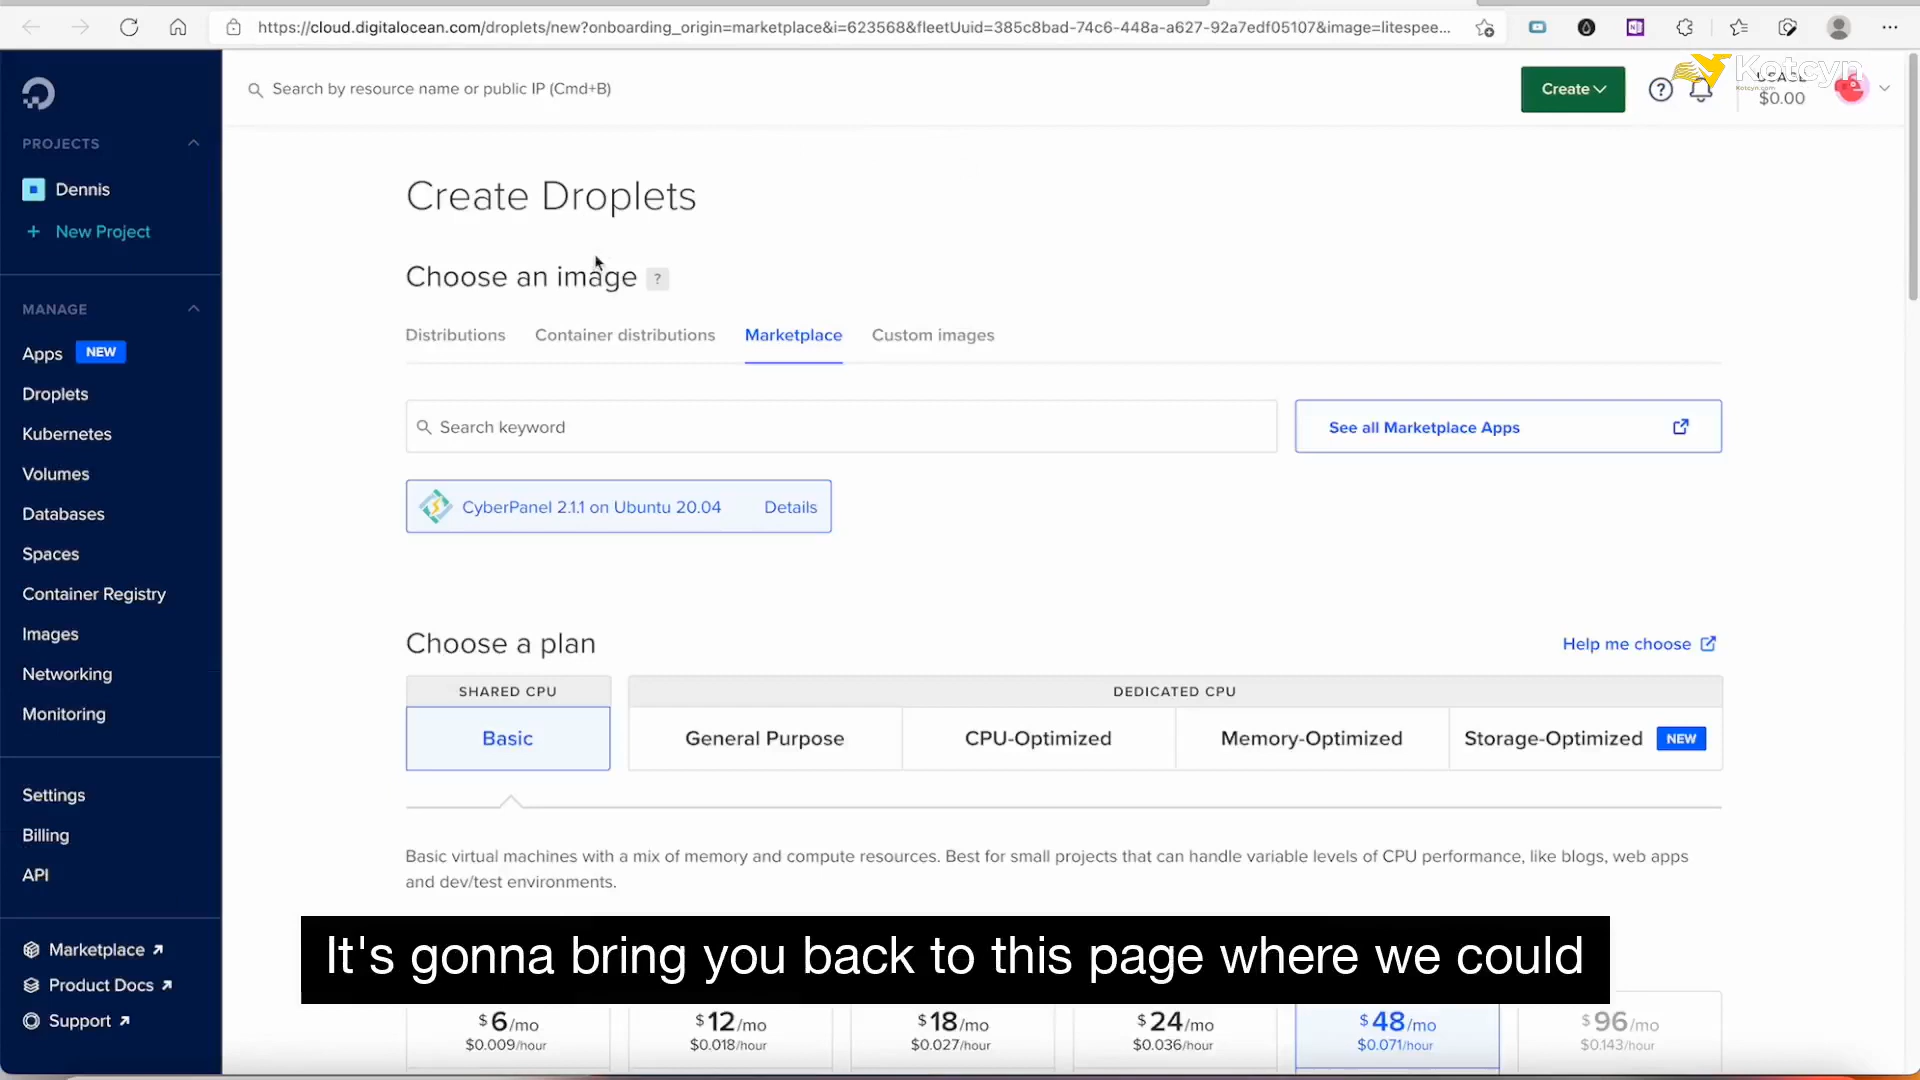 https://cloud.digitalocean.com/droplets/new?onboarding_origin=marketplace&i=623568&fleetUuid=385c8bad-74c6-448a-a627-92a7edf05107&image=litespee...
Search by resource name or public IP (Cmd+B)
Create
?
USAGE
$0.00
Kotcyn
Kotcyn.com
PROJECTS
Dennis
+ New Project
MANAGE
Apps NEW
Droplets
Kubernetes
Volumes
Databases
Spaces
Container Registry
Images
Networking
Monitoring
Settings
Billing
API
Marketplace
Product Docs
Support
Create Droplets
Choose an image ?
Distributions Container distributions Marketplace Custom images
Search keyword
See all Marketplace Apps
CyberPanel 2.1.1 on Ubuntu 20.04 Details
Choose a plan
Help me choose
SHARED CPU DEDICATED CPU
Basic General Purpose CPU-Optimized Memory-Optimized Storage-Optimized NEW
Basic virtual machines with a mix of memory and compute resources. Best for small projects that can handle variable levels of CPU performance, like blogs, web apps
and dev/test environments.
It's gonna bring you back to this page where we could
$6/mo $12/mo $18/mo $24/mo $48/mo $96/mo
$0.009/hour $0.018/hour $0.027/hour $0.036/hour $0.071/hour $0.143/hour